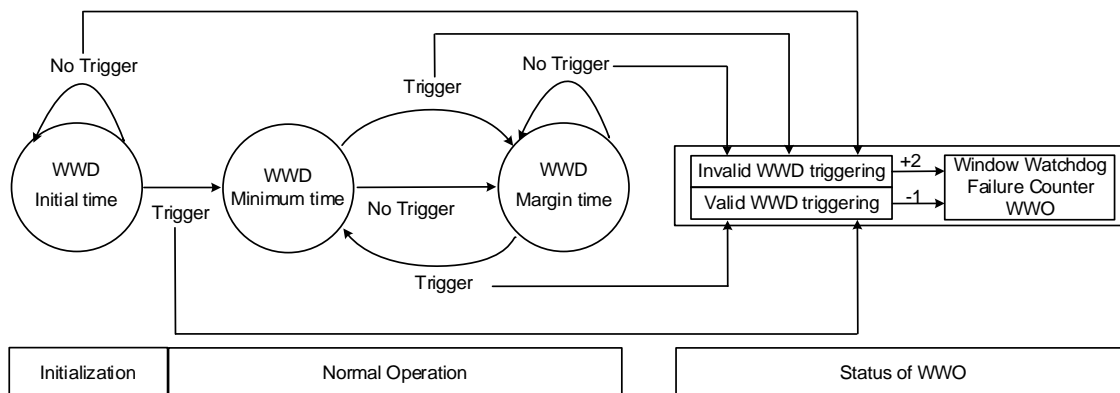 No Trigger
Trigger
No Trigger
WWD
Initial time
WWD
Minimum time
WWD
Margin time
Trigger
No Trigger
Trigger
Invalid WWD triggering
+2
Valid WWD triggering
-1
Window Watchdog
Failure Counter
WWO
Initialization
Normal Operation
Status of WWO